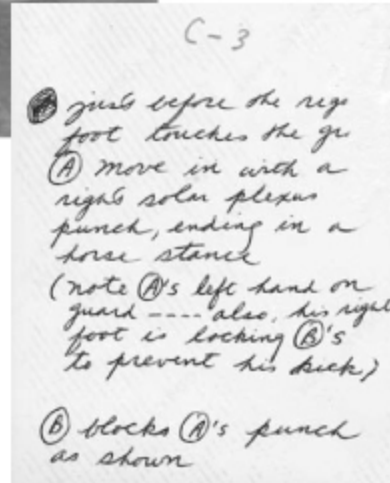 C-3
just before the rig
foot touches the gr
Ⓐ move in with a
right solar plexus
punch, ending in a
horse stance
(note Ⓐ's left hand on
guard ---- also, his right
foot is locking Ⓑ's
to prevent his kick,)
Ⓑ blocks Ⓐ's punch
as shown